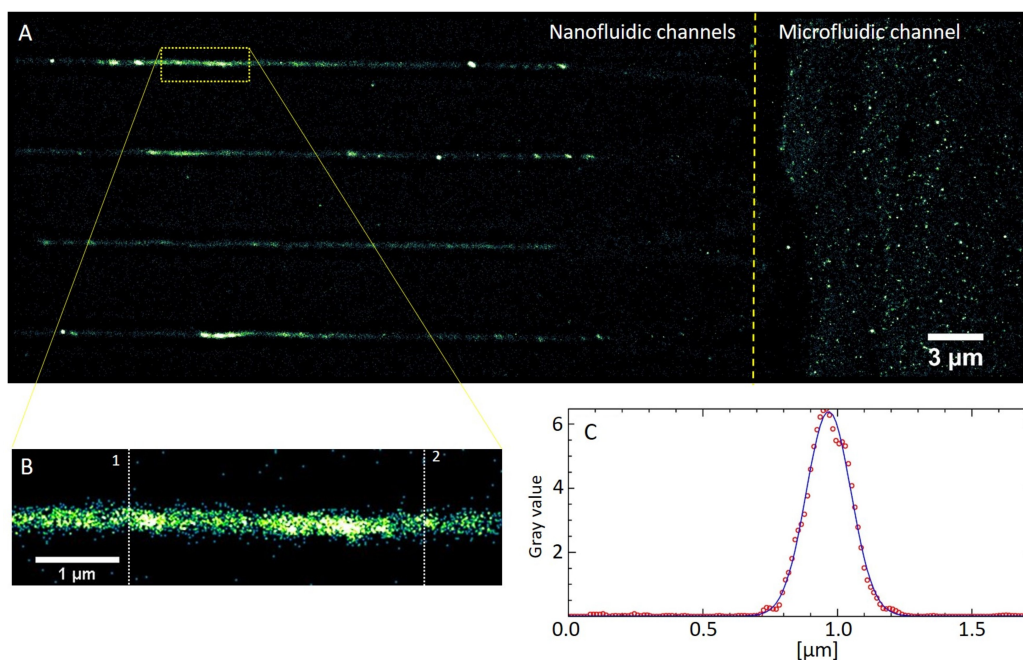 A
Nanofluidic channels
Microfluidic channel
3 μm
B
1
2
1 μm
C
6
4
2
Gray value
0.0
0.5
1.0
1.5
[μm]